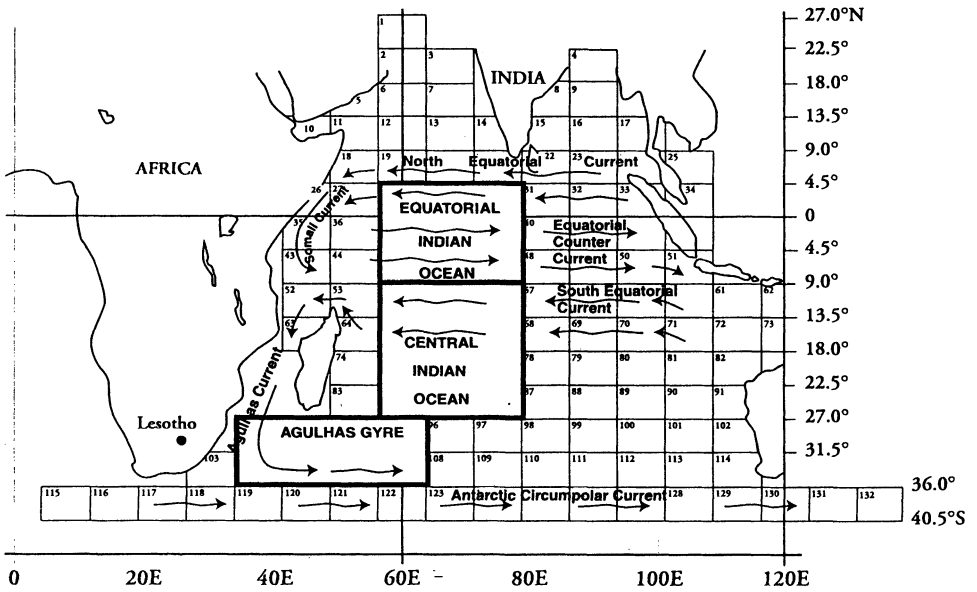 1 27.0°N
2 3 4 22.5°
INDIA
5 6 7 8 9 18.0°
10 11 12 13 14 15 16 17 13.5°
AFRICA
18 19 North Equatorial 22 23 Current 25 9.0°
26 31 32 33 34 4.5°
Somali Current
EQUATORIAL
INDIAN
OCEAN
35 36 40 Equatorial 0
Counter
Current
43 44 48 50 51 4.5°
52 53 57 South Equatorial 61 62 9.0°
Current
63 64 68 69 70 71 72 73 13.5°
CENTRAL
INDIAN
OCEAN
74 78 79 80 81 82 18.0°
83 87 88 89 90 91 22.5°
Agulhas Current
Lesotho
AGULHAS GYRE
96 97 98 99 100 101 102 27.0°
103 108 109 110 111 112 113 114 31.5°
115 116 117 118 119 120 121 122 123 Antarctic Circumpolar Current 128 129 130 131 132 36.0°
40.5°S
0 20E 40E 60E 80E 100E 120E